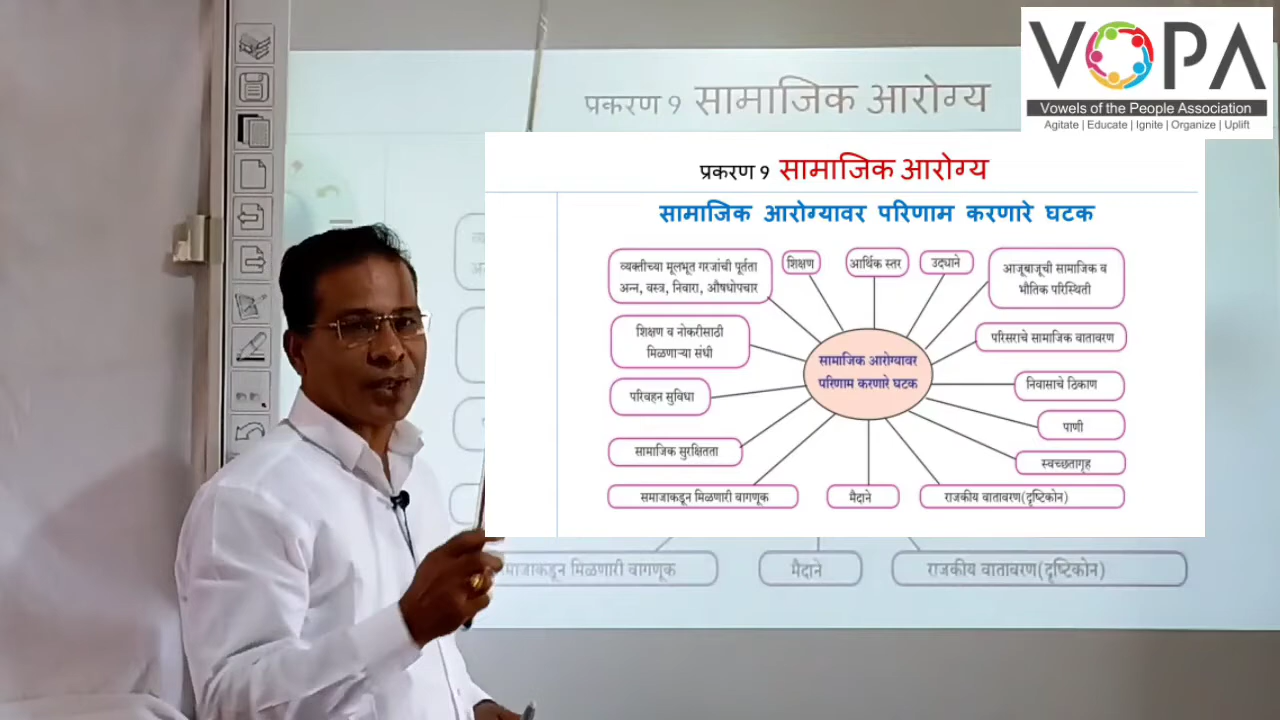 VOPA
Vowels of the People Association
Agitate | Educate | Ignite | Organize | Uplift
प्रकरण 9 सामाजिक आरोग्य
प्रकरण 9 सामाजिक आरोग्य
सामाजिक आरोग्यावर परिणाम करणारे घटक
व्यक्तीच्या मूलभूत गरजांची पूर्तता
अन्न, वस्त्र, निवारा, औषधोपचार
शिक्षण
आर्थिक स्तर
उद्याने
आजूबाजूची सामाजिक व
भौतिक परिस्थिती
शिक्षण व नोकरीसाठी
मिळणाऱ्या संधी
परिसराचे सामाजिक वातावरण
सामाजिक आरोग्यावर
परिणाम करणारे घटक
परिवहन सुविधा
निवासाचे ठिकाण
पाणी
सामाजिक सुरक्षितता
स्वच्छतागृह
समाजाकडून मिळणारी वागणूक
मैदाने
राजकीय वातावरण(दृष्टिकोन)
माजाकडून मिळणारी वागणूक
मैदाने
राजकीय वातावरण(दृष्टिकोन)